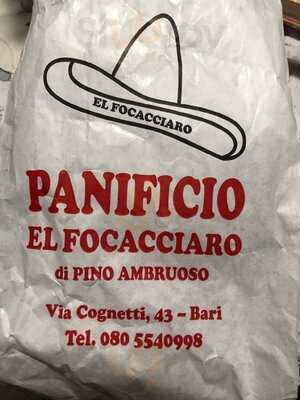 EL FOCACCIARO
PANIFICIO
EL FOCACCIARO
di PINO AMBRUOSO
Via Cognetti, 43 - Bari
Tel. 080 5540998